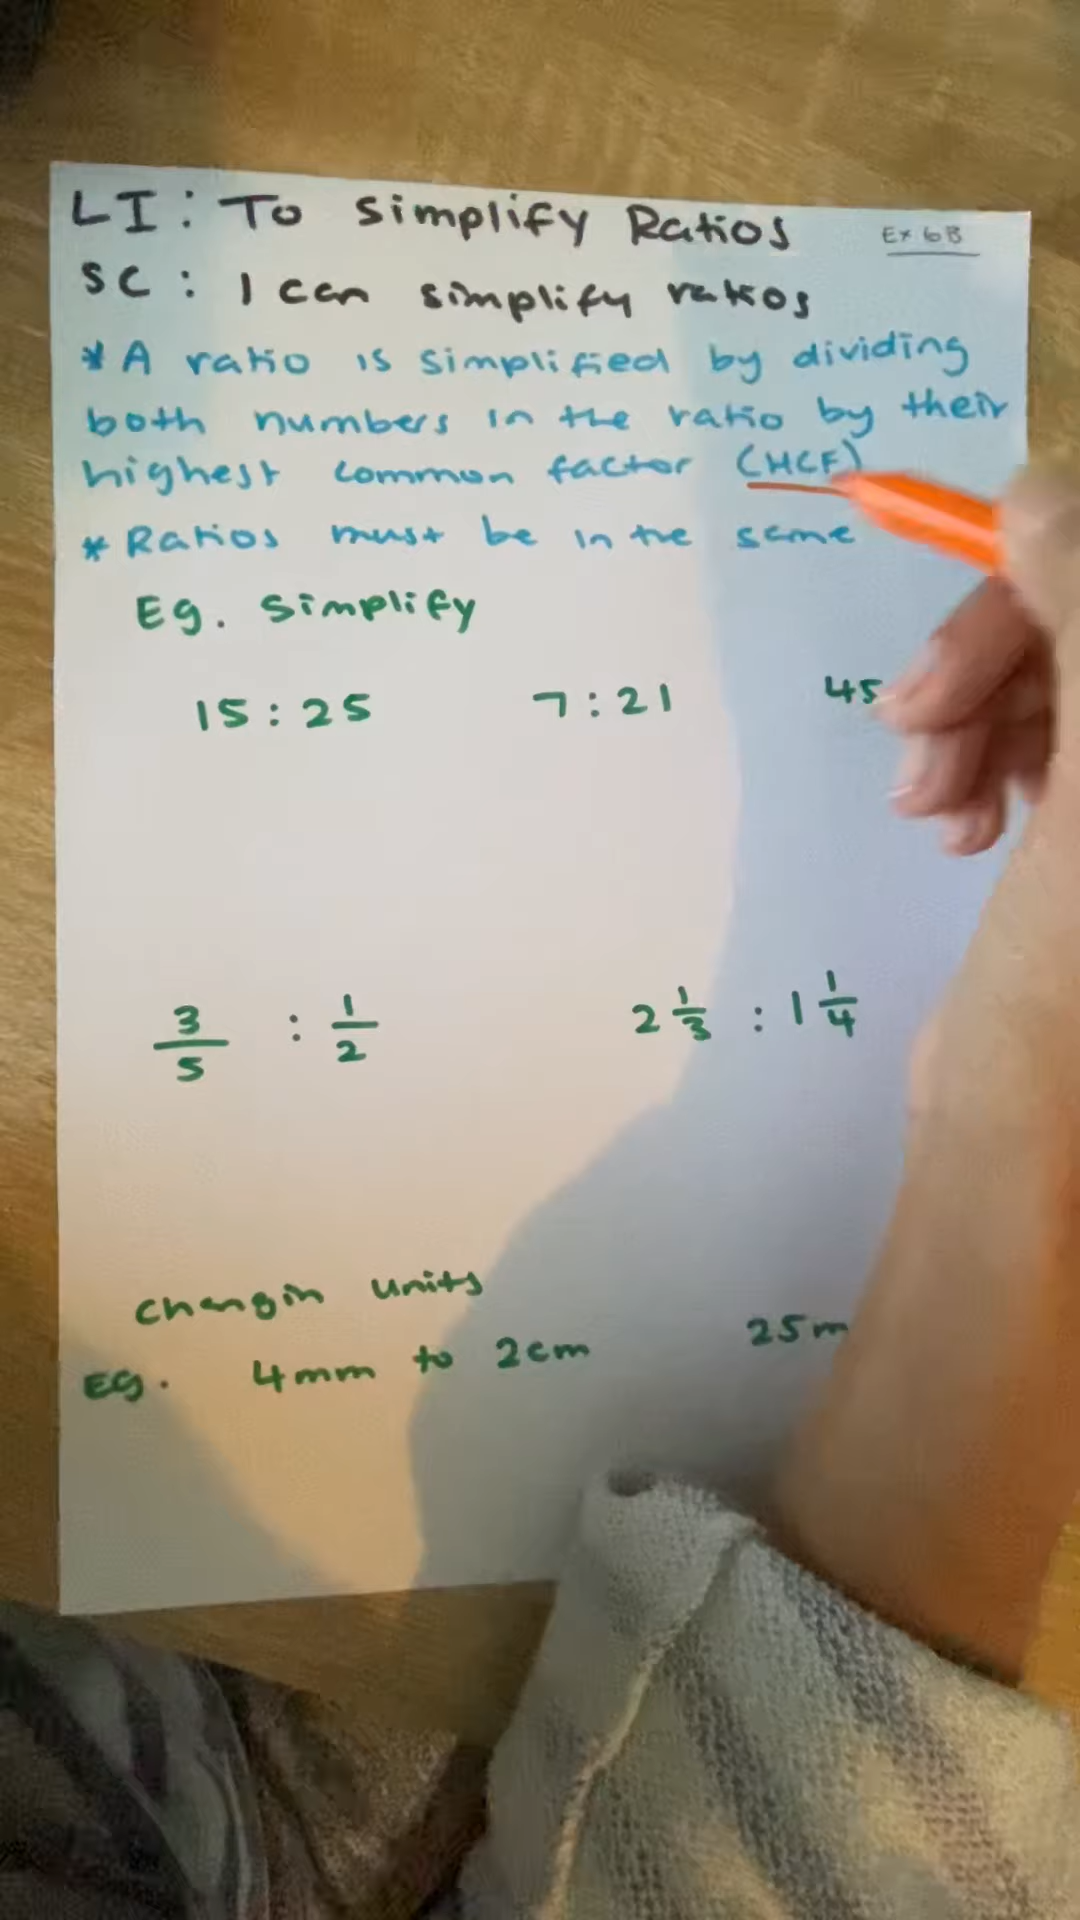 LI: To Simplify Ratios
Ex 6B
SC: I can simplify ratios
* A ratio is simplified by dividing
both numbers in the ratio by their
highest common factor (HCF)
* Ratios must be in the same
Eg. Simplify
15:25 7:21 45
3/5 : 1/2 2 1/3 : 1 1/4
Changin units
EG. 4mm to 2cm 25m